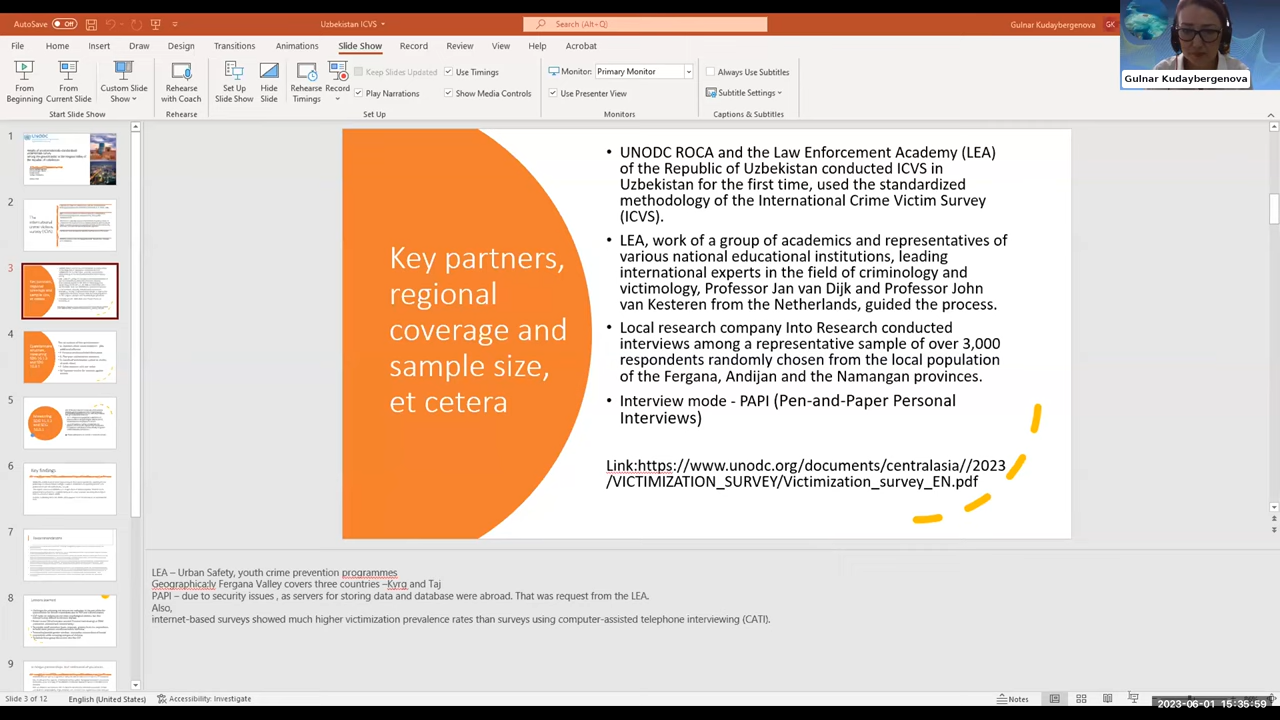 AutoSave Off
Uzbekistan ICVS
Search (Alt+Q)
Gulnar Kudaybergenova
GK
File Home Insert Draw Design Transitions Animations Slide Show Record Review View Help Acrobat
From Beginning
From Current Slide
Custom Slide Show
Start Slide Show
Rehearse with Coach
Rehearse
Set Up Slide Show
Hide Slide
Rehearse Timings
Record
Keep Slides Updated
Play Narrations
Use Timings
Show Media Controls
Set Up
Monitor: Primary Monitor
Use Presenter View
Monitors
Always Use Subtitles
Subtitle Settings
Captions & Subtitles
Gulnar Kudaybergenova
1
2
3
4
5
6
Key findings
7
8
9
Key partners,
regional
coverage and
sample size,
et cetera
• UNODC ROCA and the Law Enforcement Academy (LEA)
of the Republic of Uzbekistan conducted ICVS in
Uzbekistan for the first time, used the standardized
methodology of the International Crime Victim Survey
(ICVS).
• LEA, work of a group of academics and representatives of
various national educational institutions, leading
international experts in the field of criminology and
victimology, Professor Jan van Dijk and Professor John
van Kesteren from the Netherlands, guided the process.
• Local research company Into Research conducted
interviews among a representative sample of over 3,000
respondents randomly chosen from the local population
of the Fergana, Andijan and the Namangan provinces.
• Interview mode - PAPI (Pen-and-Paper Personal
Interviews)
Link:https://www.unodc.org/documents/centralasia//2023
/VICTIMIZATION_SURVEY/Victimization_survey_EN.pdf
LEA – Urban Safety, youth crime prevention programmes
Geographica:ly Fergana Valley covers three countries –Kyrg and Taj
PAPI – due to security issues , as servers for storing data and database were abroad. That was request from the LEA.
Also,
internet-based surveys showed much higher victimization prevalence rates than surveys using computer-assisted telephone interviewing (CATI).
Slide 3 of 12
English (United States)
Accessibility: Investigate
Notes
2023-06-01 15:35:59